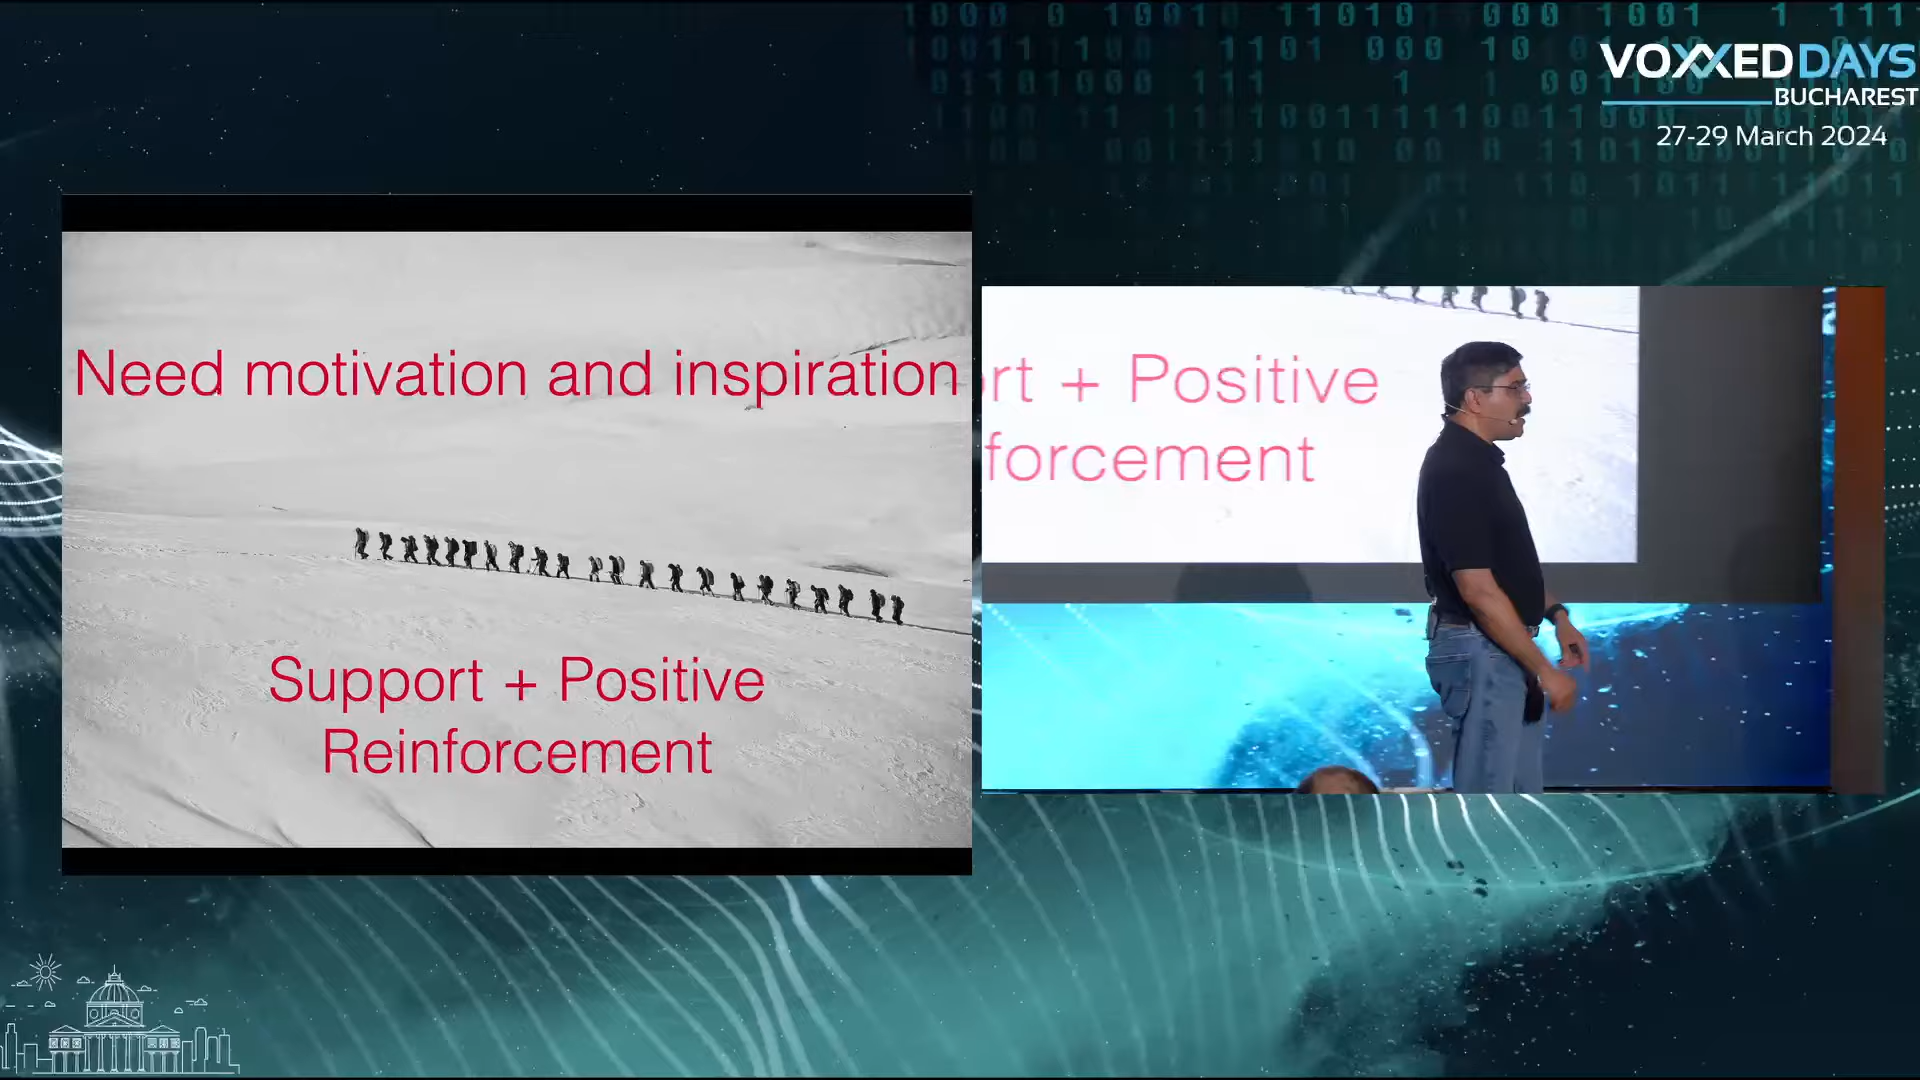 VOXXEDDAYS
BUCHAREST
27-29 March 2024
Need motivation and inspiration
Support + Positive
Reinforcement
rt + Positive
forcement